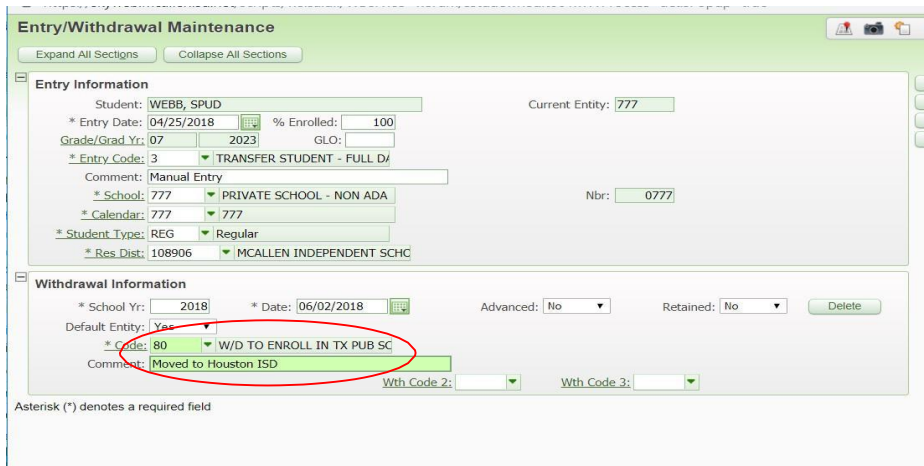 Entry/Withdrawal Maintenance
Expand All Sections Collapse All Sections
Entry Information
Student: WEBB, SPUD Current Entity: 777
* Entry Date: 04/25/2018 % Enrolled: 100
Grade/Grad Yr: 07 2023 GLO:
* Entry Code: 3 TRANSFER STUDENT - FULL DA
Comment: Manual Entry
* School: 777 PRIVATE SCHOOL - NON ADA Nbr: 0777
* Calendar: 777 777
* Student Type: REG Regular
* Res Dist: 108906 MCALLEN INDEPENDENT SCHO
Withdrawal Information
* School Yr: 2018 * Date: 06/02/2018 Advanced: No Retained: No Delete
Default Entity: Yes
* Code: 80 W/D TO ENROLL IN TX PUB SC
Comment: Moved to Houston ISD
Wth Code 2: Wth Code 3:
Asterisk (*) denotes a required field